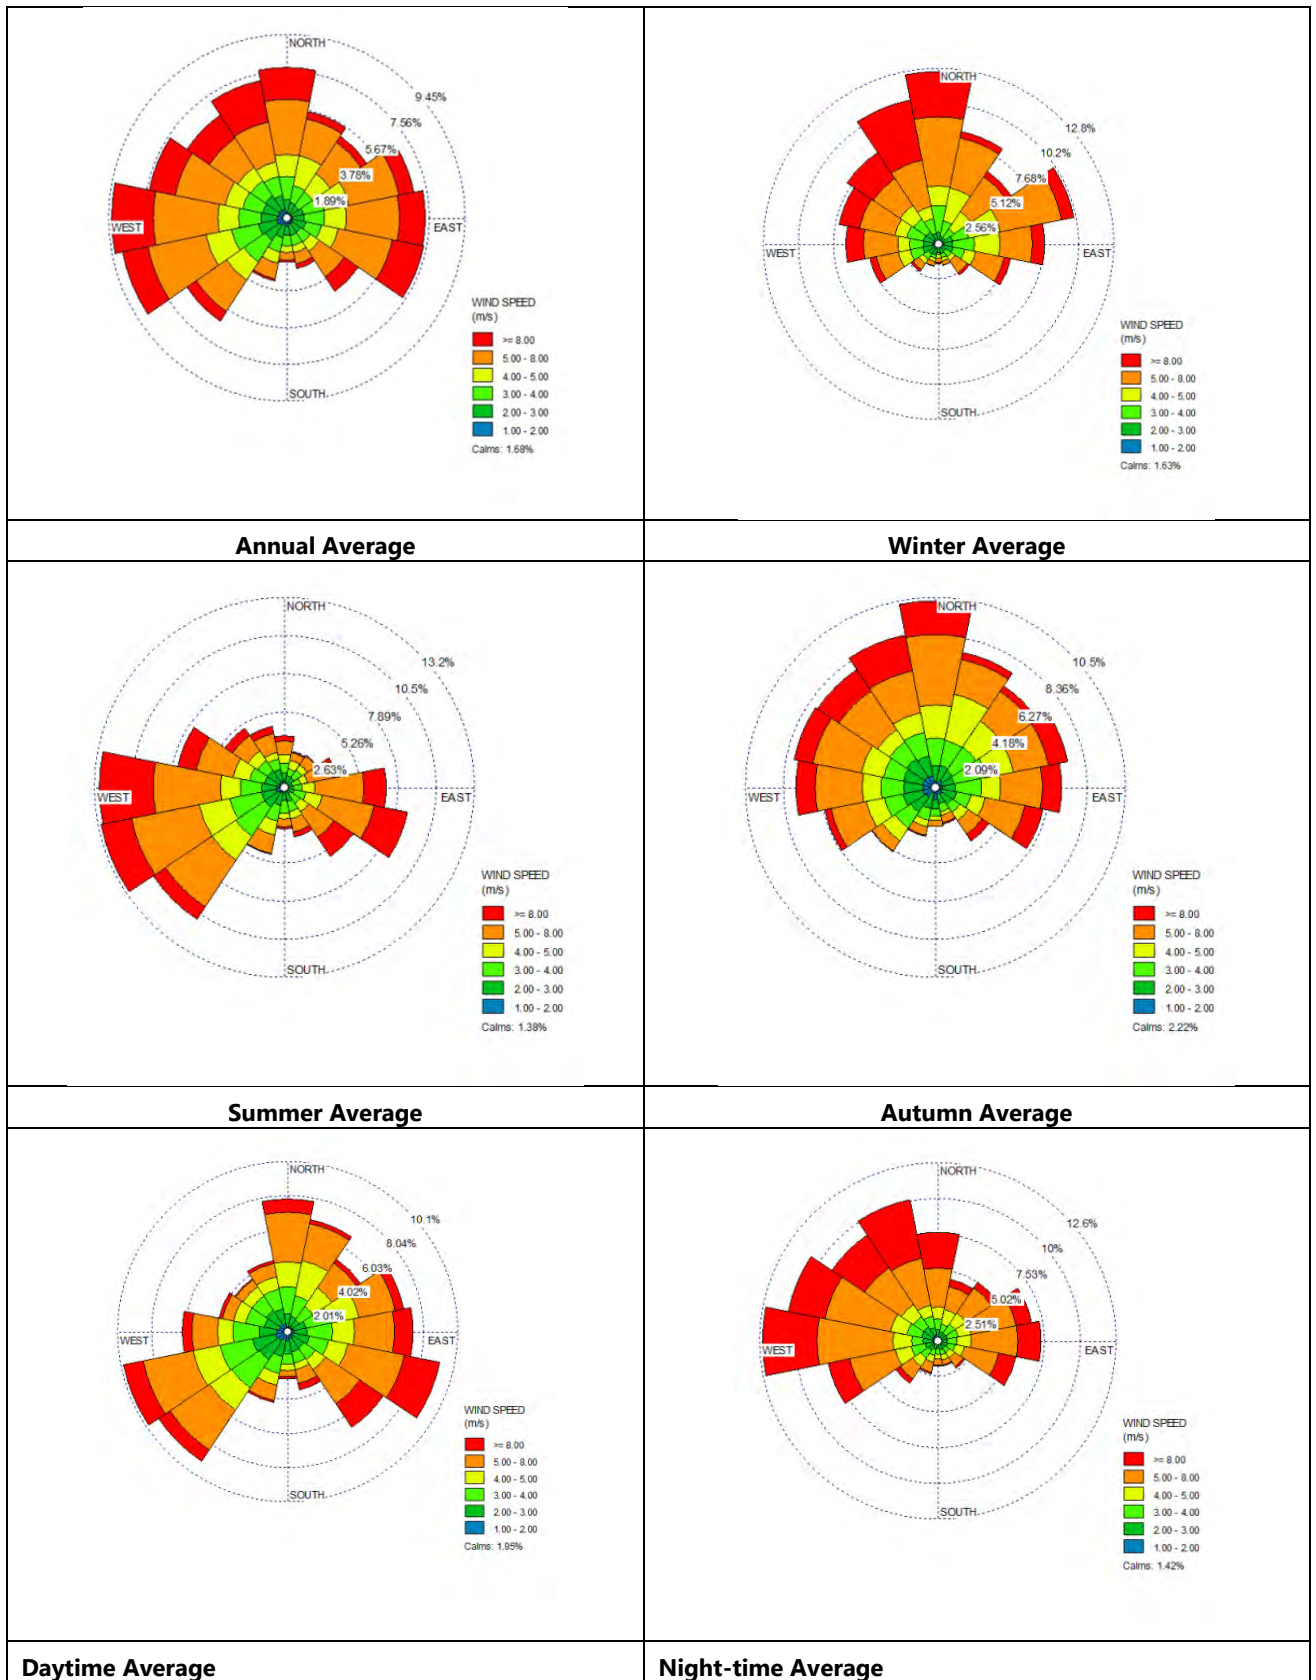 NORTH
9.45%
7.56%
5.67%
3.78%
1.89%
WEST
EAST
SOUTH
WIND SPEED
(m/s)
>= 8.00
5.00 - 8.00
4.00 - 5.00
3.00 - 4.00
2.00 - 3.00
1.00 - 2.00
Calms: 1.68%
NORTH
12.8%
10.2%
7.68%
5.12%
2.56%
WEST
EAST
SOUTH
WIND SPEED
(m/s)
>= 8.00
5.00 - 8.00
4.00 - 5.00
3.00 - 4.00
2.00 - 3.00
1.00 - 2.00
Calms: 1.63%
Annual Average
Winter Average
NORTH
13.2%
10.5%
7.89%
5.26%
2.63%
WEST
EAST
SOUTH
WIND SPEED
(m/s)
>= 8.00
5.00 - 8.00
4.00 - 5.00
3.00 - 4.00
2.00 - 3.00
1.00 - 2.00
Calms: 1.38%
NORTH
10.5%
8.36%
6.27%
4.18%
2.09%
WEST
EAST
SOUTH
WIND SPEED
(m/s)
>= 8.00
5.00 - 8.00
4.00 - 5.00
3.00 - 4.00
2.00 - 3.00
1.00 - 2.00
Calms: 2.22%
Summer Average
Autumn Average
NORTH
10.1%
8.04%
6.03%
4.02%
2.01%
WEST
EAST
SOUTH
WIND SPEED
(m/s)
>= 8.00
5.00 - 8.00
4.00 - 5.00
3.00 - 4.00
2.00 - 3.00
1.00 - 2.00
Calms: 1.95%
NORTH
12.6%
10%
7.53%
5.02%
2.51%
WEST
EAST
SOUTH
WIND SPEED
(m/s)
>= 8.00
5.00 - 8.00
4.00 - 5.00
3.00 - 4.00
2.00 - 3.00
1.00 - 2.00
Calms: 1.42%
Daytime Average
Night-time Average